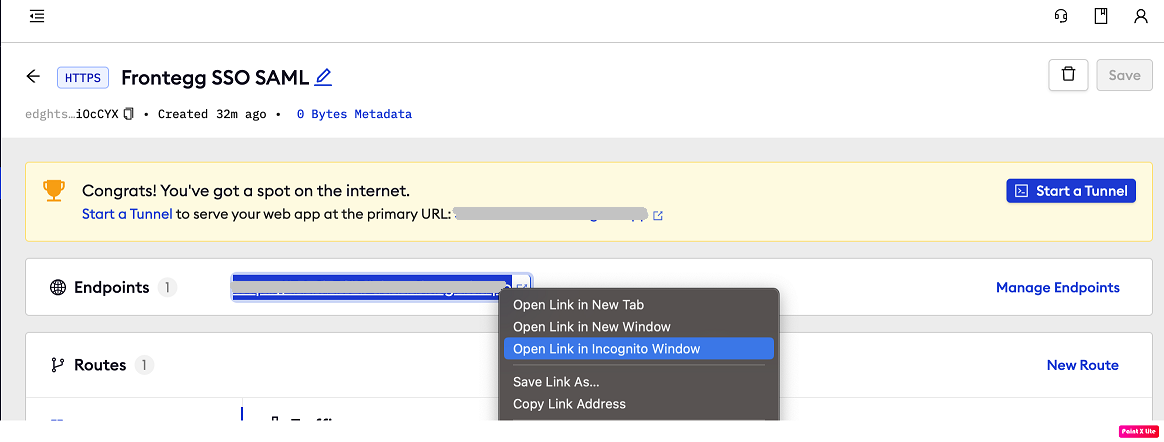 HTTPS Frontegg SSO SAML
Save
edghts…iOcCYX • Created 32m ago • 0 Bytes Metadata
Congrats! You've got a spot on the internet.
Start a Tunnel
Start a Tunnel to serve your web app at the primary URL:
Endpoints 1
Manage Endpoints
Open Link in New Tab
Open Link in New Window
Open Link in Incognito Window
Routes 1
New Route
Save Link As...
Copy Link Address
Paint X Lite